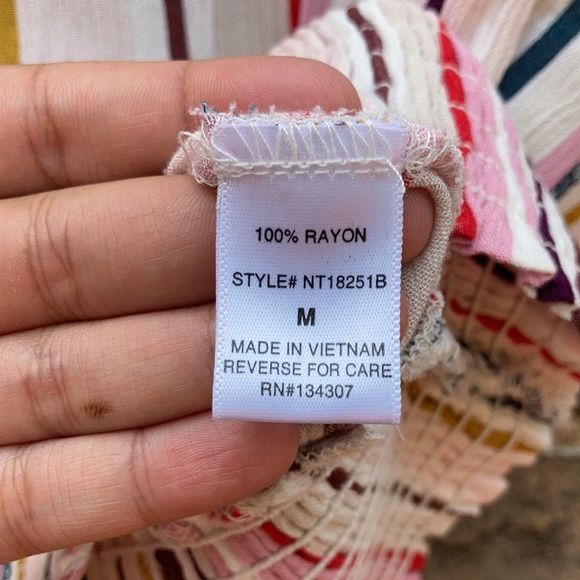 100% RAYON
STYLE# NT18251B
M
MADE IN VIETNAM
REVERSE FOR CARE
RN#134307